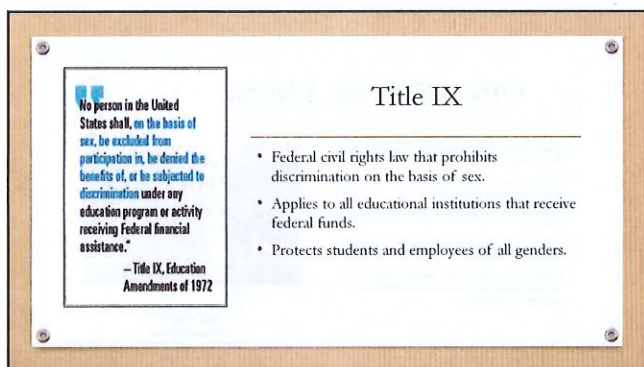 No person in the United
States shall, on the basis of
sex, be excluded from
participation in, be denied the
benefits of, or be subjected to
discrimination under any
education program or activity
receiving Federal financial
assistance."
– Title IX, Education
Amendments of 1972
Title IX
• Federal civil rights law that prohibits
discrimination on the basis of sex.
• Applies to all educational institutions that receive
federal funds.
• Protects students and employees of all genders.